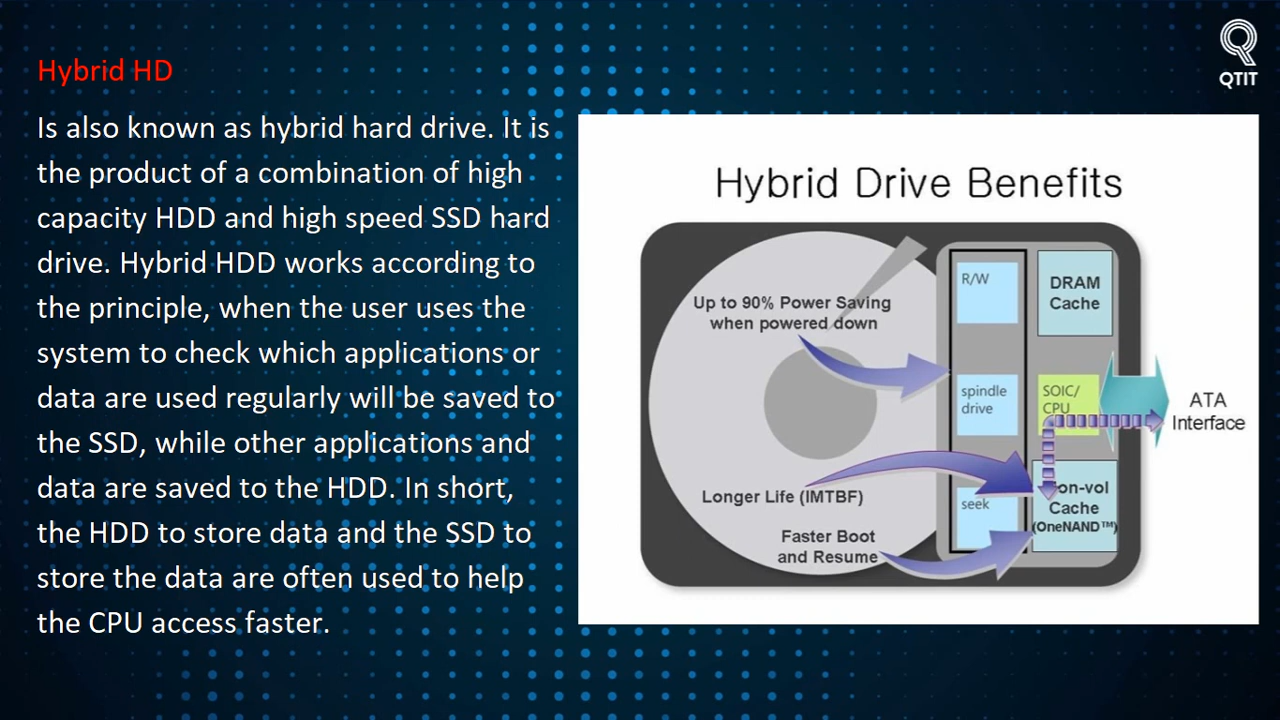 Hybrid HD
Is also known as hybrid hard drive. It is
the product of a combination of high
capacity HDD and high speed SSD hard
drive. Hybrid HDD works according to
the principle, when the user uses the
system to check which applications or
data are used regularly will be saved to
the SSD, while other applications and
data are saved to the HDD. In short,
the HDD to store data and the SSD to
store the data are often used to help
the CPU access faster.
QTIT
Hybrid Drive Benefits
Up to 90% Power Saving
when powered down
Longer Life (IMTBF)
Faster Boot
and Resume
R/W
spindle
drive
seek
DRAM
Cache
SOIC/
CPU
Cache
(OneNAND™)
ATA
Interface